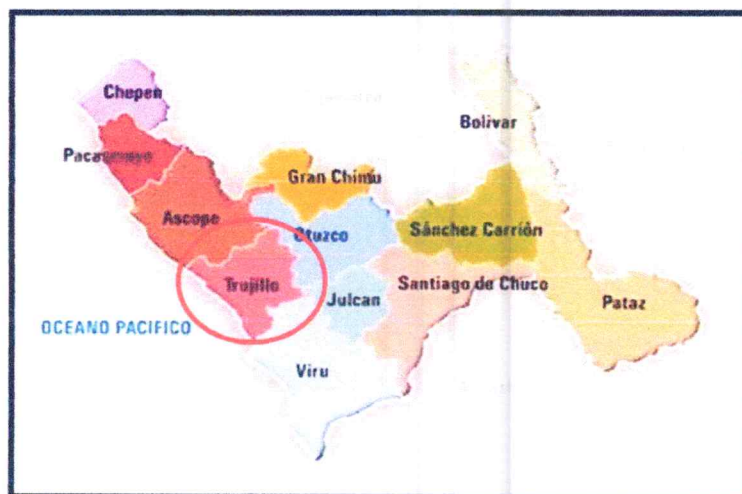 Chepen
Bolivar
Pacasmayo
Gran Chimu
Ascope
Otuzco
Sánchez Carrión
Trujillo
Julcan
Santiago de Chuco
Pataz
OCEANO PACIFICO
Viru